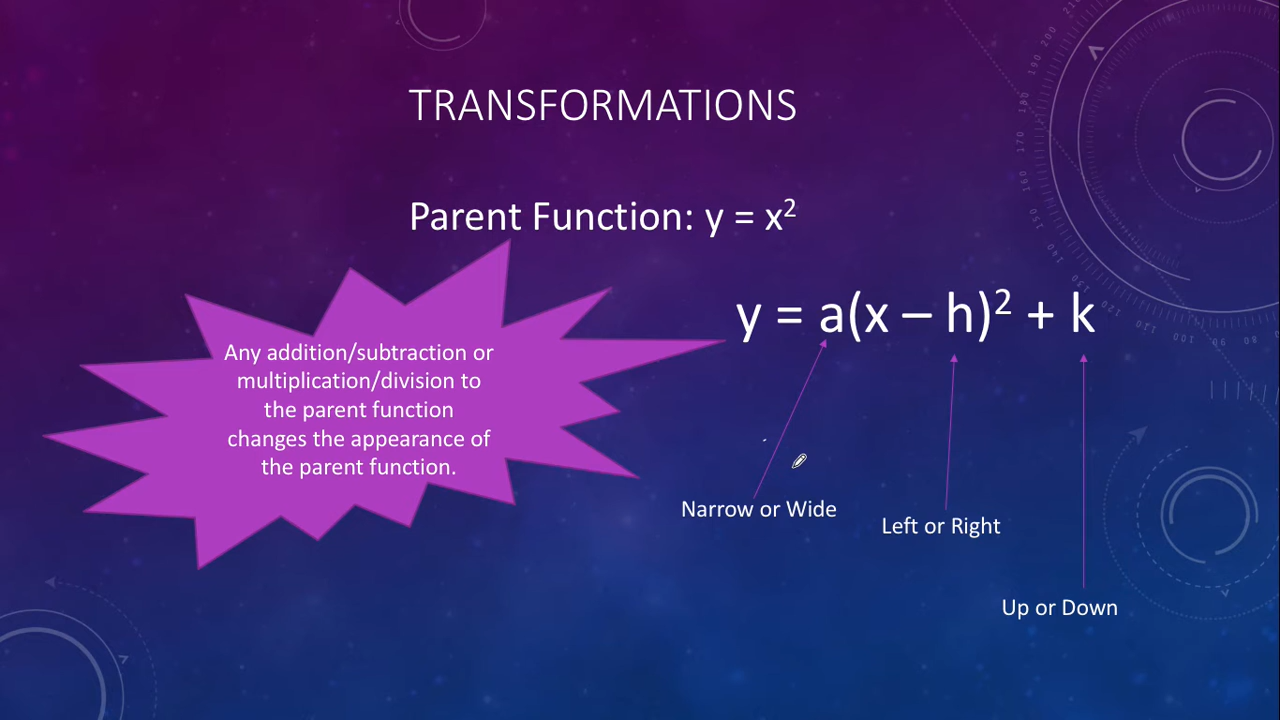 TRANSFORMATIONS
Parent Function: y = x²
y = a(x – h)² + k
Any addition/subtraction or
multiplication/division to
the parent function
changes the appearance of
the parent function.
Narrow or Wide
Left or Right
Up or Down